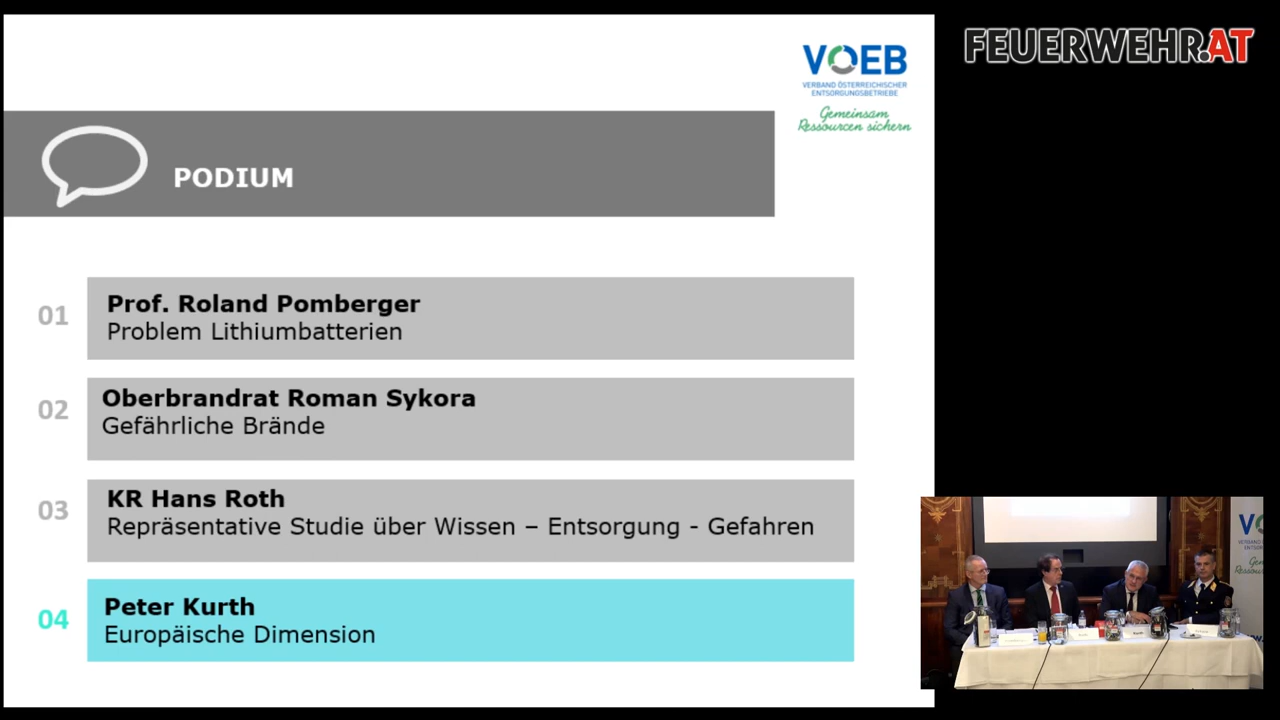 FEUERWEHR.AT
VOEB
VERBAND ÖSTERREICHISCHER
ENTSORGUNGSBETRIEBE
Gemeinsam
Ressourcen sichern
PODIUM
01
Prof. Roland Pomberger
Problem Lithiumbatterien
02
Oberbrandrat Roman Sykora
Gefährliche Brände
03
KR Hans Roth
Repräsentative Studie über Wissen – Entsorgung - Gefahren
04
Peter Kurth
Europäische Dimension